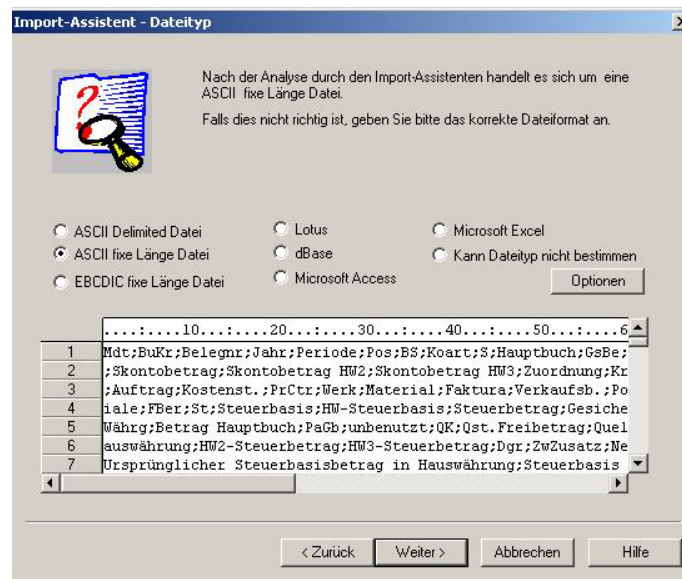 Import-Assistent - Dateityp
Nach der Analyse durch den Import-Assistenten handelt es sich um eine
ASCII fixe Länge Datei.
Falls dies nicht richtig ist, geben Sie bitte das korrekte Dateiformat an.
ASCII Delimited Datei
Lotus
Microsoft Excel
ASCII fixe Länge Datei
dBase
Kann Dateityp nicht bestimmen
EBCDIC fixe Länge Datei
Microsoft Access
Optionen
....:....10...:....20...:....30...:....40...:....50...:....6
1 Mdt;BuKr;Belegnr;Jahr;Periode;Pos;BS;Koart;S;Hauptbuch;GsBe;
2 ;Skontobetrag;Skontobetrag HW2;Skontobetrag HW3;Zuordnung;Kr
3 ;Auftrag;Kostenst.;PrCtr;Werk;Material;Faktura;Verkaufsb.;Po
4 iale;FBer;St;Steuerbasis;HW-Steuerbasis;Steuerbetrag;Gesiche
5 Währg;Betrag Hauptbuch;PaGb;unbenutzt;QK;Qst.Freibetrag;Quel
6 auswährung;HW2-Steuerbetrag;HW3-Steuerbetrag;Dgr;ZwZusatz;Ne
7 Ursprünglicher Steuerbasisbetrag in Hauswährung;Steuerbasis
< Zurück
Weiter >
Abbrechen
Hilfe